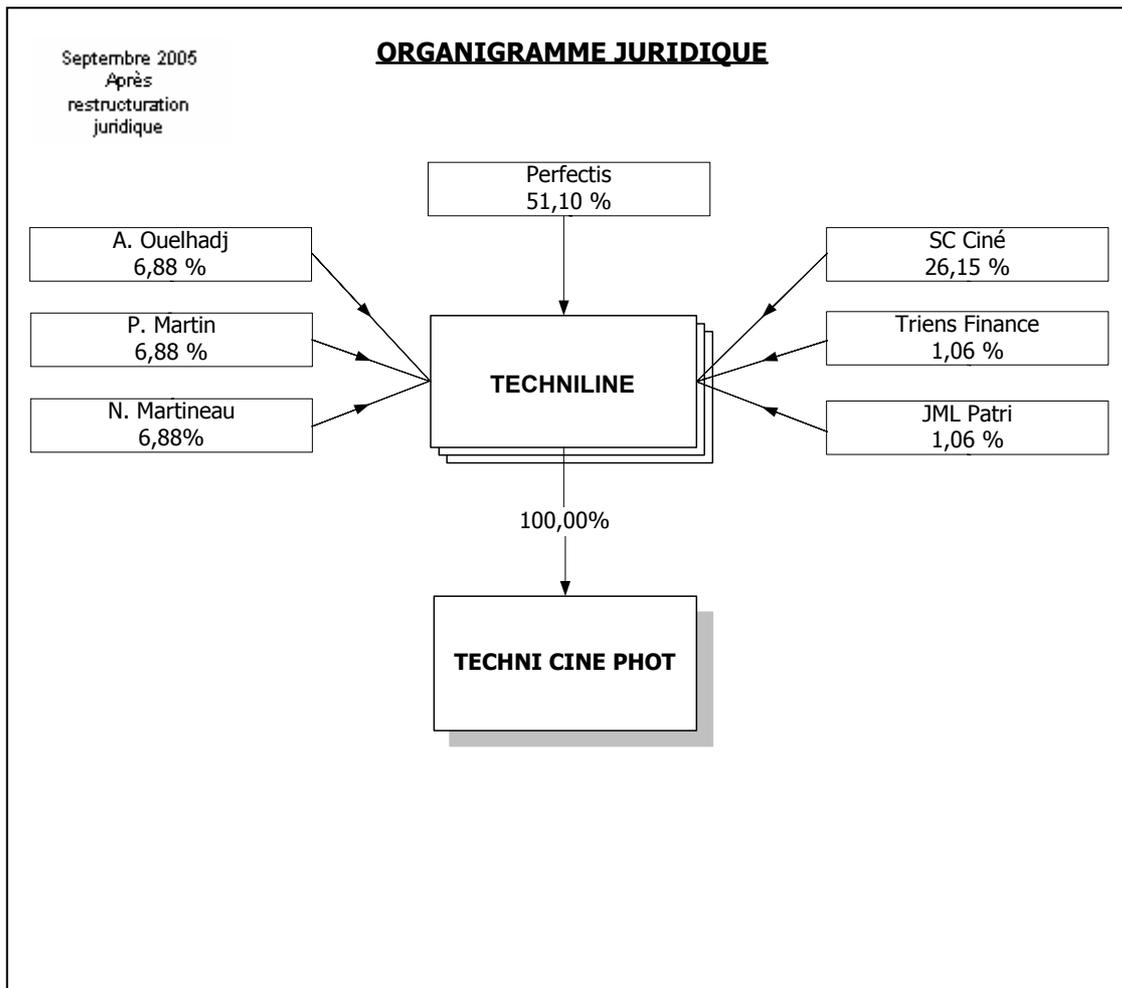 Septembre 2005
Après
restructuration
juridique
ORGANIGRAMME JURIDIQUE
Perfectis
51,10 %
A. Ouelhadj
6,88 %
P. Martin
6,88 %
N. Martineau
6,88%
SC Ciné
26,15 %
Triens Finance
1,06 %
JML Patri
1,06 %
TECHNILINE
100,00%
TECHNI CINE PHOT